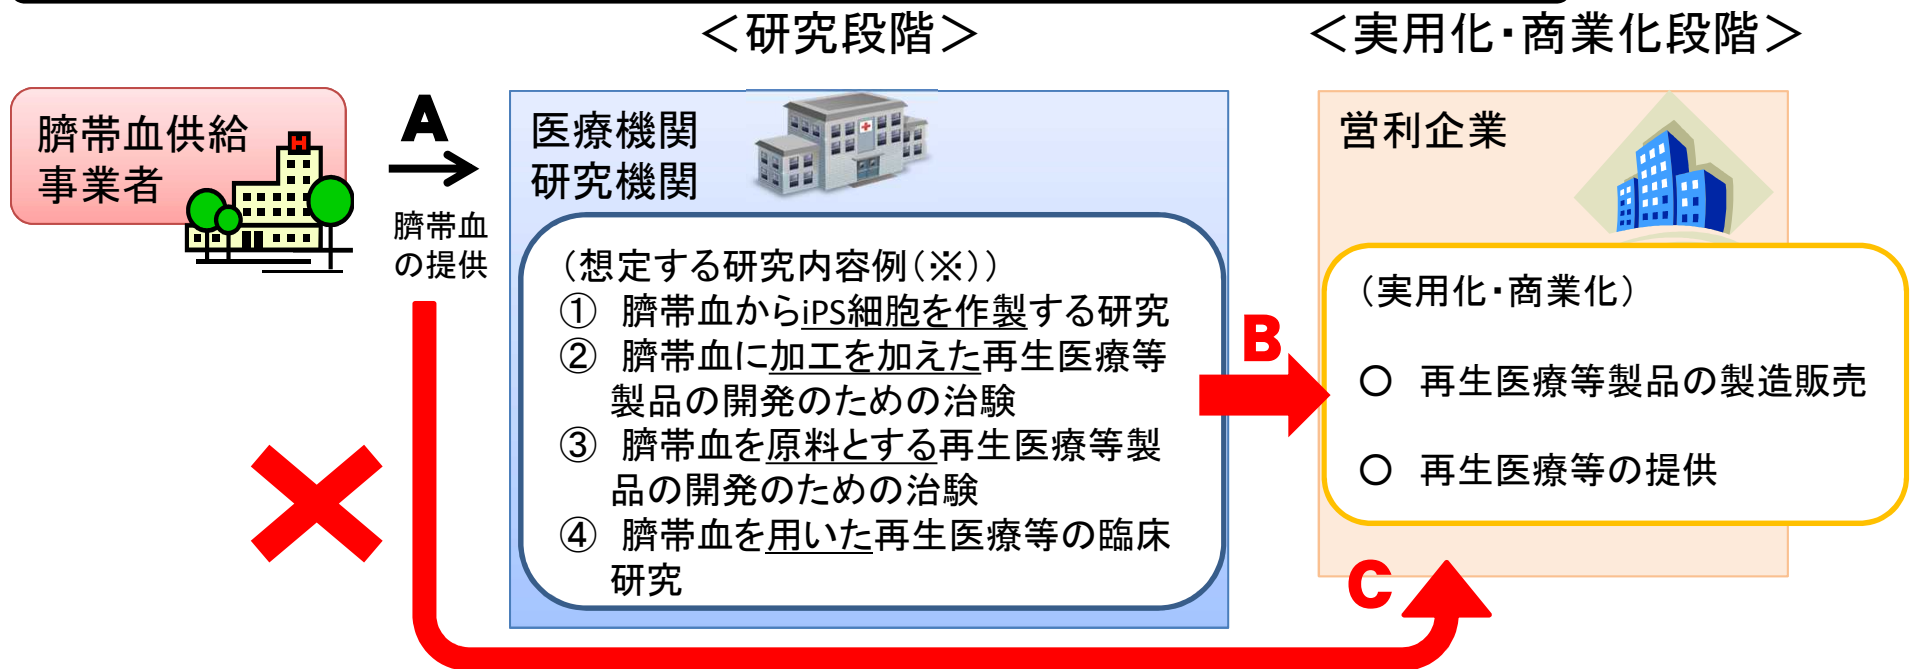 ＜研究段階＞
＜実用化・商業化段階＞
臍帯血供給
事業者
H
A
臍帯血
の提供
医療機関
研究機関
（想定する研究内容例（※））
① 臍帯血からiPS細胞を作製する研究
② 臍帯血に加工を加えた再生医療等
製品の開発のための治験
③ 臍帯血を原料とする再生医療等製
品の開発のための治験
④ 臍帯血を用いた再生医療等の臨床
研究
B
営利企業
（実用化・商業化）
○ 再生医療等製品の製造販売
○ 再生医療等の提供
C